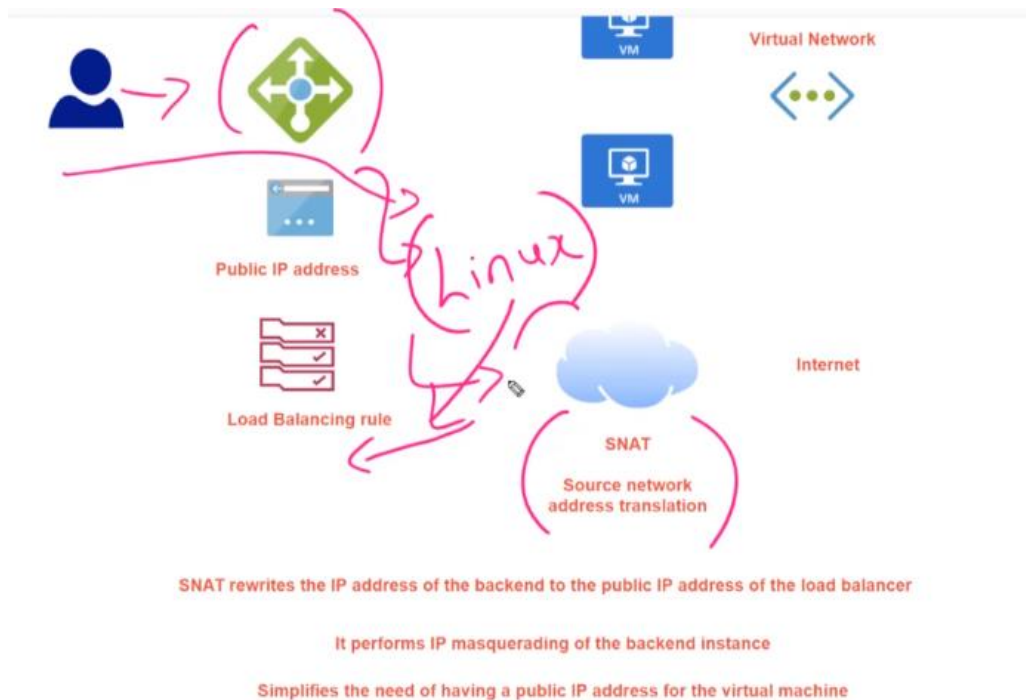 VM
Virtual Network
VM
Public IP address
Linux
Load Balancing rule
Internet
SNAT
Source network
address translation
SNAT rewrites the IP address of the backend to the public IP address of the load balancer
It performs IP masquerading of the backend instance
Simplifies the need of having a public IP address for the virtual machine